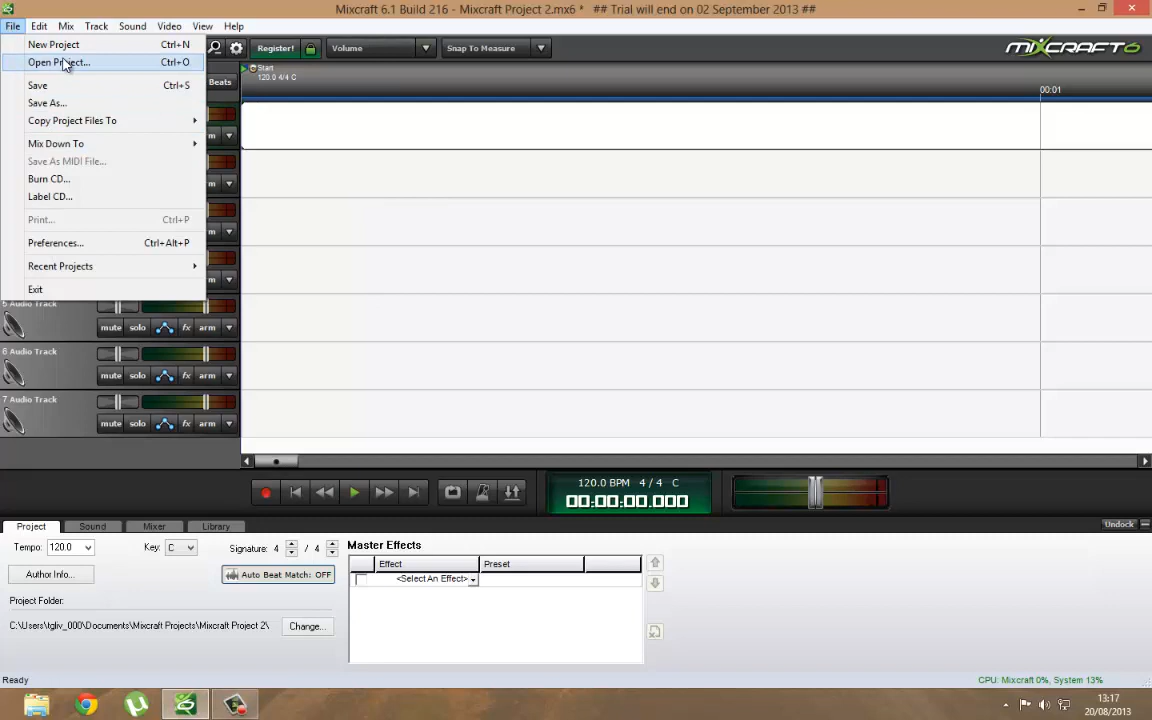 Mixcraft 6.1 Build 216 - Mixcraft Project 2.mx6 * ## Trial will end on 02 September 2013 ##
File Edit Mix Track Sound Video View Help
New Project Ctrl+N
Open Project... Ctrl+O
Save Ctrl+S
Save As...
Copy Project Files To
Mix Down To
Save As MIDI File...
Burn CD...
Label CD...
Print... Ctrl+P
Preferences... Ctrl+Alt+P
Recent Projects
Exit
Register! Volume Snap To Measure MIXCRAFT 6
Beats
Start
120.0 4/4 C
00:01
m
m
m
m
5 Audio Track
mute solo fx arm
6 Audio Track
mute solo fx arm
7 Audio Track
mute solo fx arm
120.0 BPM 4 / 4 C
00:00:00.000
Project Sound Mixer Library Undock
Tempo: 120.0 Key: C Signature: 4 / 4
Author Info... Auto Beat Match: OFF
Project Folder:
C:\Users\tgliv_000\Documents\Mixcraft Projects\Mixcraft Project 2\ Change...
Master Effects
Effect Preset
<Select An Effect>
Ready CPU: Mixcraft 0%, System 13%
13:17
20/08/2013